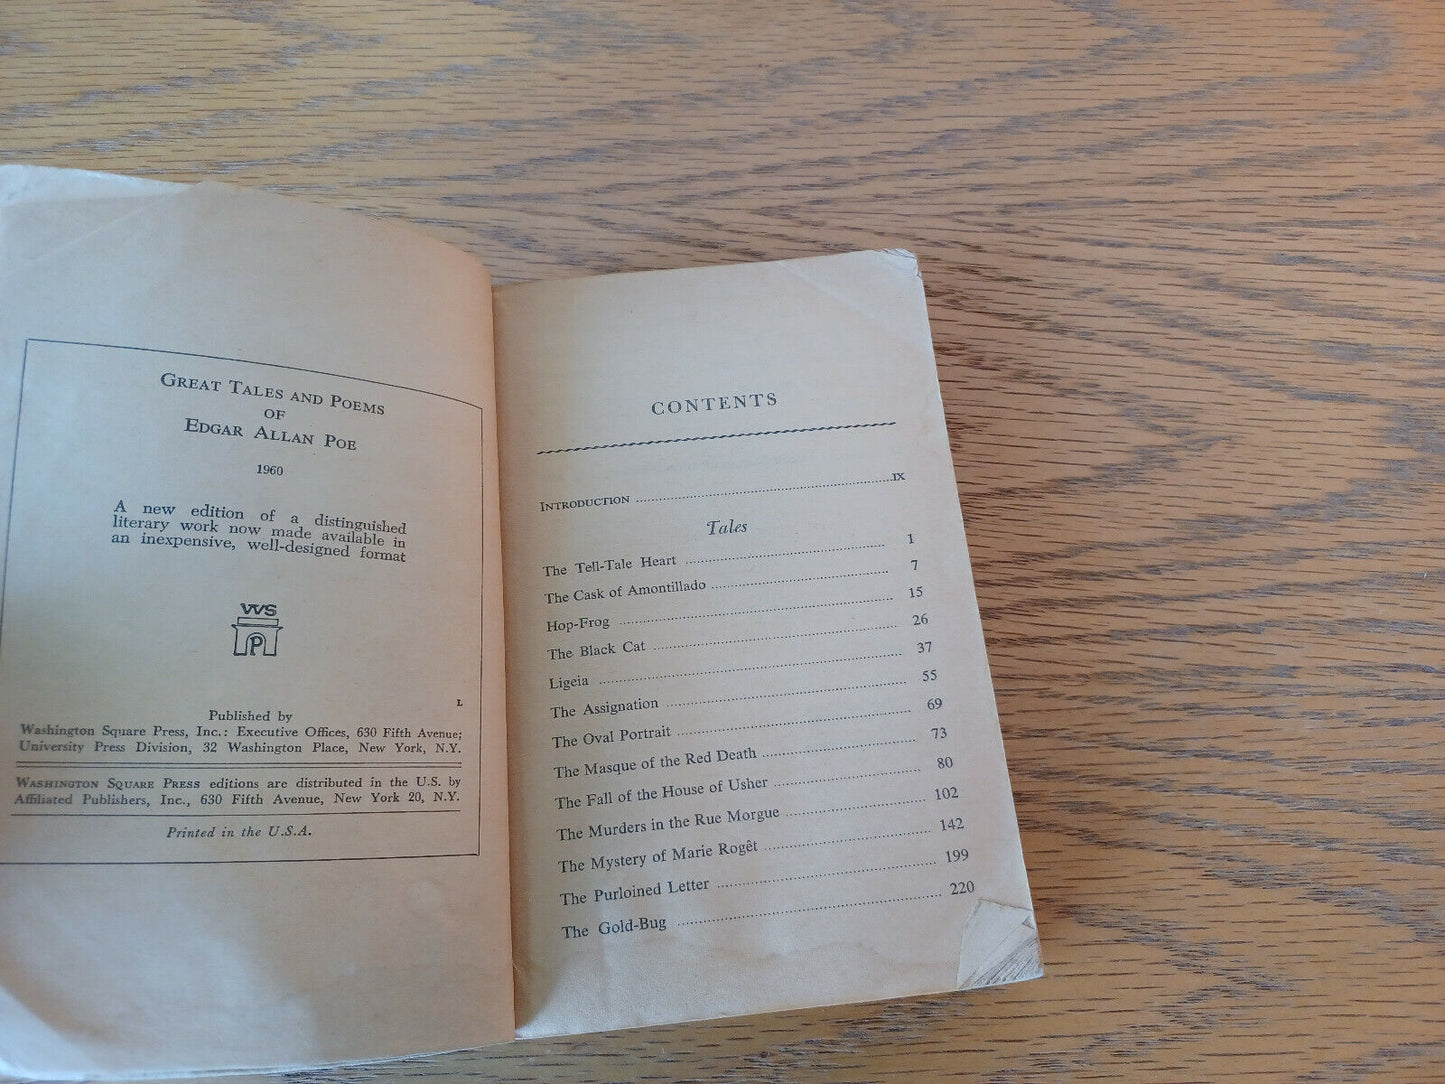 GREAT TALES AND POEMS
OF
EDGAR ALLAN POE
1960
A new edition of a distinguished
literary work now made available in
an inexpensive, well-designed format
WS
P
L
Published by
Washington Square Press, Inc.: Executive Offices, 630 Fifth Avenue;
University Press Division, 32 Washington Place, New York, N.Y.
WASHINGTON SQUARE PRESS editions are distributed in the U.S. by
Affiliated Publishers, Inc., 630 Fifth Avenue, New York 20, N.Y.
Printed in the U.S.A.
CONTENTS
INTRODUCTION ... IX
Tales
The Tell-Tale Heart ... 1
The Cask of Amontillado ... 7
Hop-Frog ... 15
The Black Cat ... 26
Ligeia ... 37
The Assignation ... 55
The Oval Portrait ... 69
The Masque of the Red Death ... 73
The Fall of the House of Usher ... 80
The Murders in the Rue Morgue ... 102
The Mystery of Marie Rogêt ... 142
The Purloined Letter ... 199
The Gold-Bug ... 220